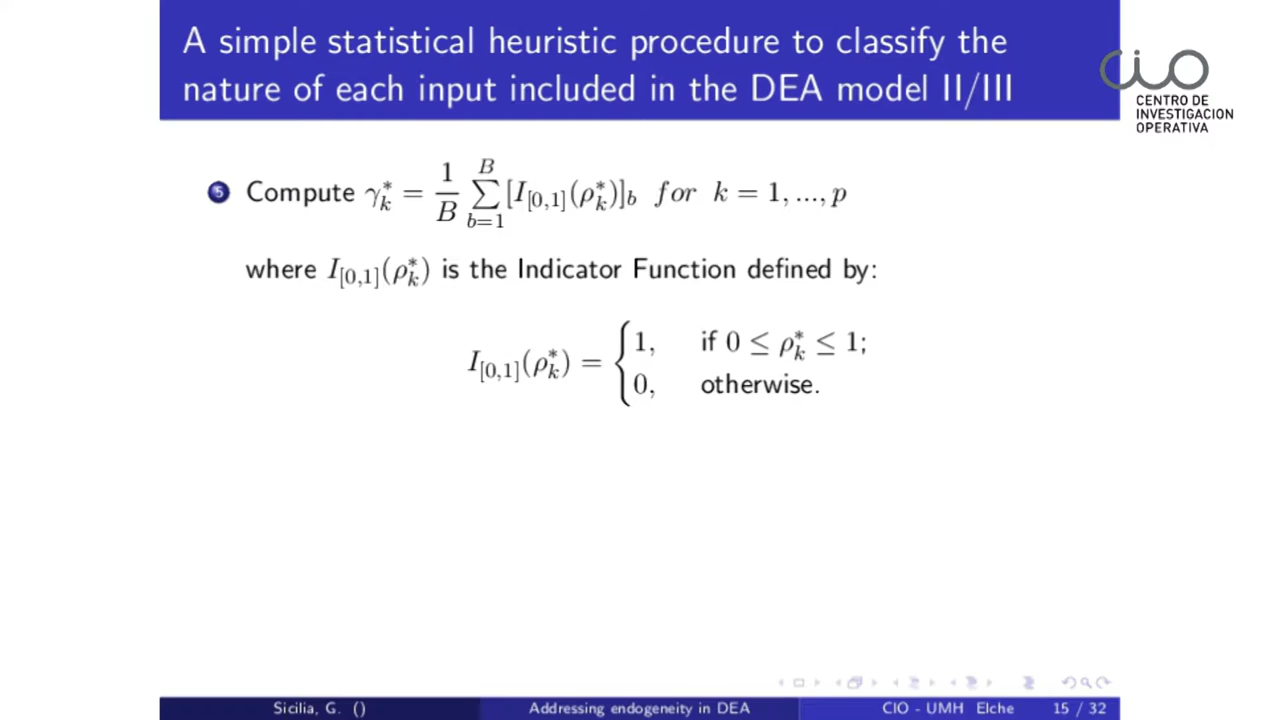 A simple statistical heuristic procedure to classify the
nature of each input included in the DEA model II/III
CIO
CENTRO DE
INVESTIGACION
OPERATIVA
5 Compute γ*_k = 1/B ∑_{b=1}^{B} [I_{[0,1]}(ρ*_k)]_b for k = 1, ..., p
where I_{[0,1]}(ρ*_k) is the Indicator Function defined by:
I_{[0,1]}(ρ*_k) = { 1, if 0 ≤ ρ*_k ≤ 1;
0, otherwise.
Sicilia, G. () Addressing endogeneity in DEA CIO - UMH Elche 15 / 32